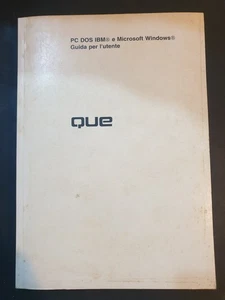 PC DOS IBM® e Microsoft Windows®
Guida per l'utente
que